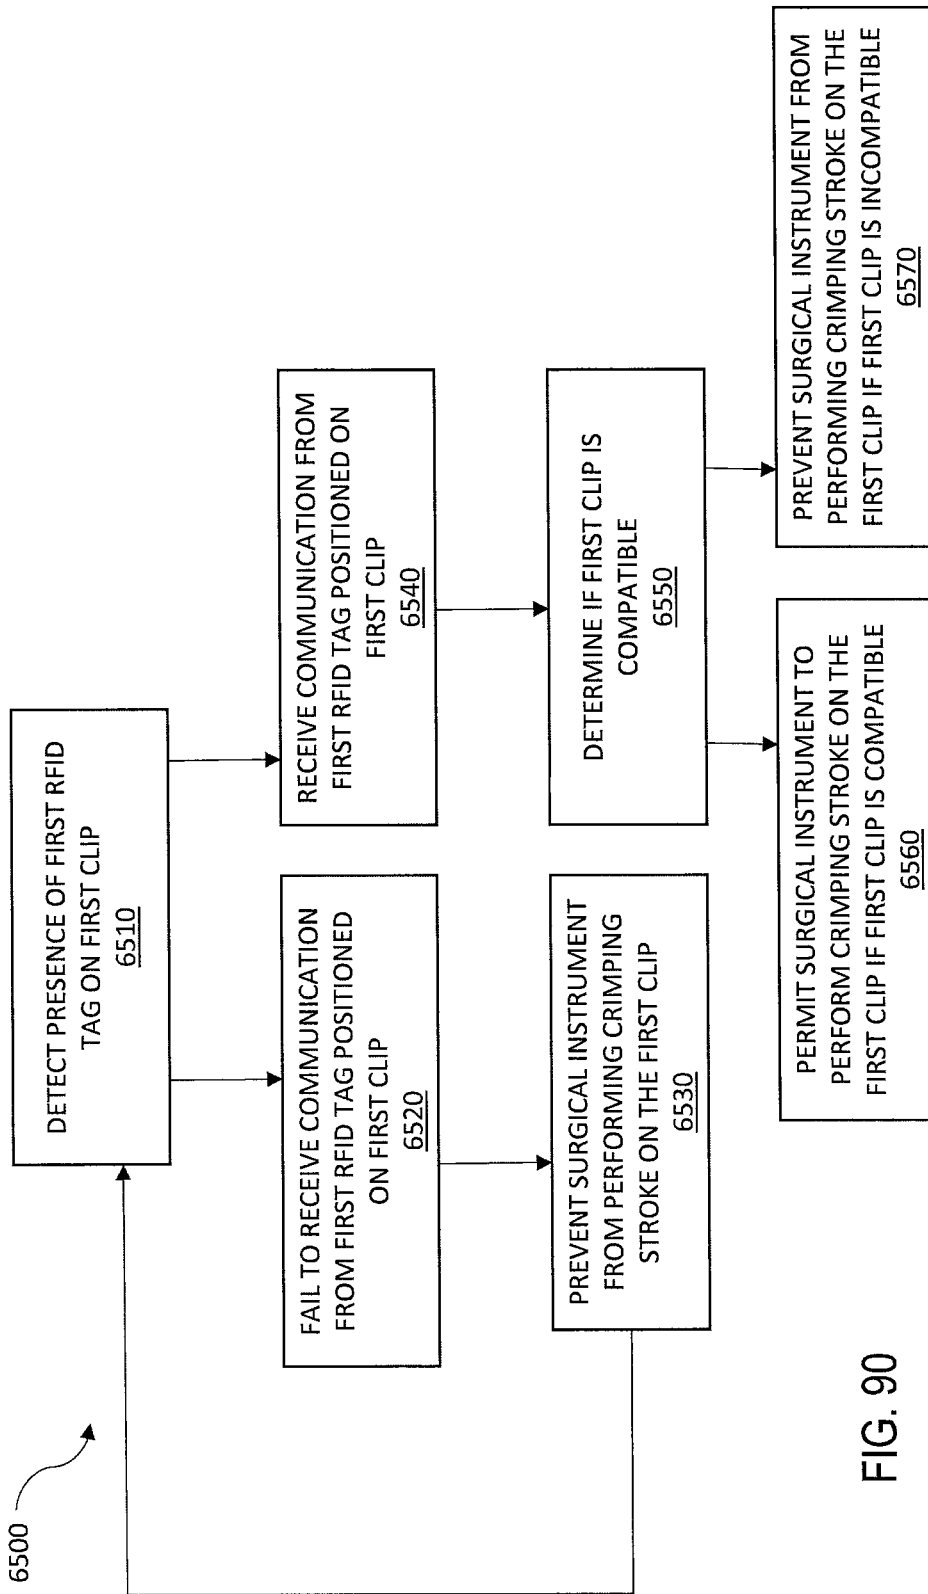 6500
DETECT PRESENCE OF FIRST RFID
TAG ON FIRST CLIP
6510
FAIL TO RECEIVE COMMUNICATION
FROM FIRST RFID TAG POSITIONED
ON FIRST CLIP
6520
RECEIVE COMMUNICATION FROM
FIRST RFID TAG POSITIONED ON
FIRST CLIP
6540
PREVENT SURGICAL INSTRUMENT
FROM PERFORMING CRIMPING
STROKE ON THE FIRST CLIP
6530
DETERMINE IF FIRST CLIP IS
COMPATIBLE
6550
PERMIT SURGICAL INSTRUMENT TO
PERFORM CRIMPING STROKE ON THE
FIRST CLIP IF FIRST CLIP IS COMPATIBLE
6560
PREVENT SURGICAL INSTRUMENT FROM
PERFORMING CRIMPING STROKE ON THE
FIRST CLIP IF FIRST CLIP IS INCOMPATIBLE
6570
FIG. 90